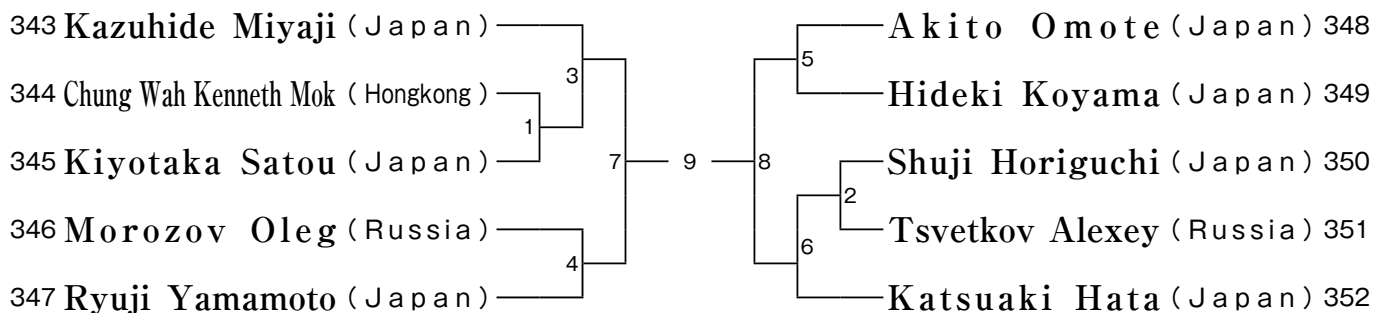 343 Kazuhide Miyaji (Japan)
3
344 Chung Wah Kenneth Mok (Hongkong)
1
345 Kiyotaka Satou (Japan)
7
346 Morozov Oleg (Russia)
4
347 Ryuji Yamamoto (Japan)
9
Akito Omote (Japan) 348
5
Hideki Koyama (Japan) 349
8
Shuji Horiguchi (Japan) 350
2
Tsvetkov Alexey (Russia) 351
6
Katsuaki Hata (Japan) 352